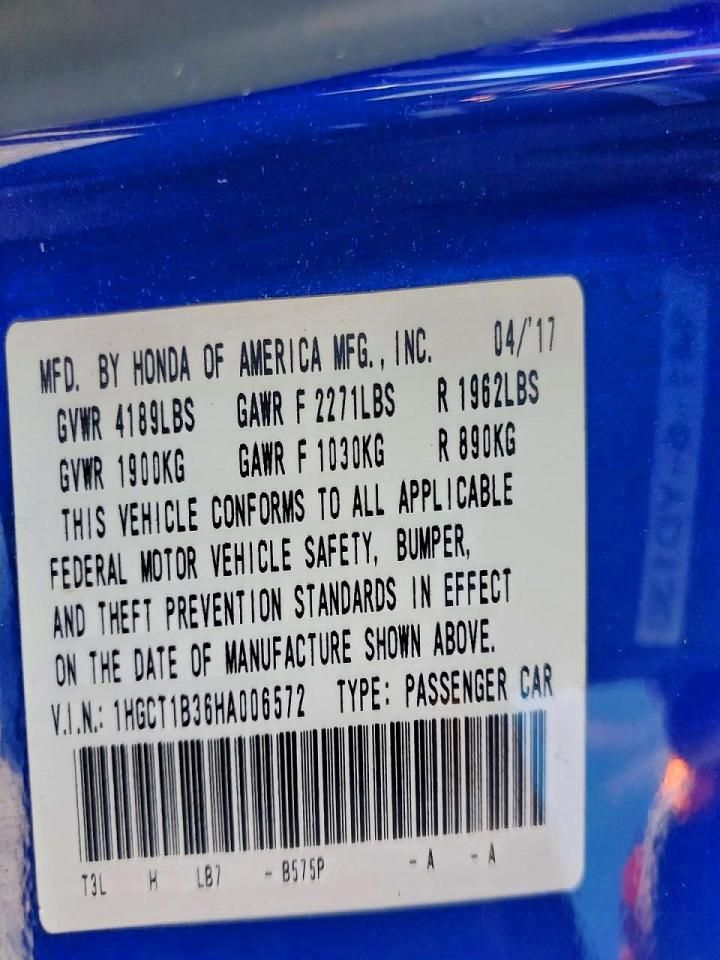 MFD. BY HONDA OF AMERICA MFG., INC. 04/'17
GVWR 4189LBS GAWR F 2271LBS R 1962LBS
GVWR 1900KG GAWR F 1030KG R 890KG
THIS VEHICLE CONFORMS TO ALL APPLICABLE
FEDERAL MOTOR VEHICLE SAFETY, BUMPER,
AND THEFT PREVENTION STANDARDS IN EFFECT
ON THE DATE OF MANUFACTURE SHOWN ABOVE.
V.I.N.: 1HGCT1B36HA006572 TYPE: PASSENGER CAR
T3L H LB7 - B575P - A - A